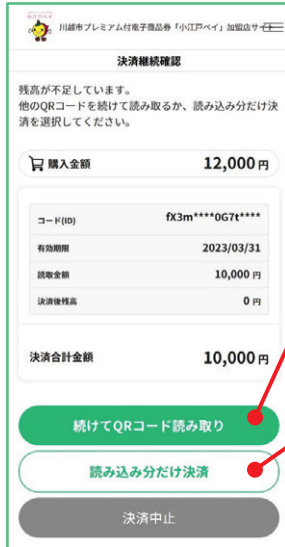 川越市プレミアム付電子商品券『小江戸ペイ』加盟店サイト
決済継続確認
残高が不足しています。
他のQRコードを続けて読み取るか、読み込み分だけ決
済を選択してください。
購入金額 12,000円
コード(ID) fX3m****0G7t****
有効期限 2023/03/31
読取金額 10,000 円
決済後残高 0 円
決済合計金額 10,000円
続けてQRコード読み取り
読み込み分だけ決済
決済中止